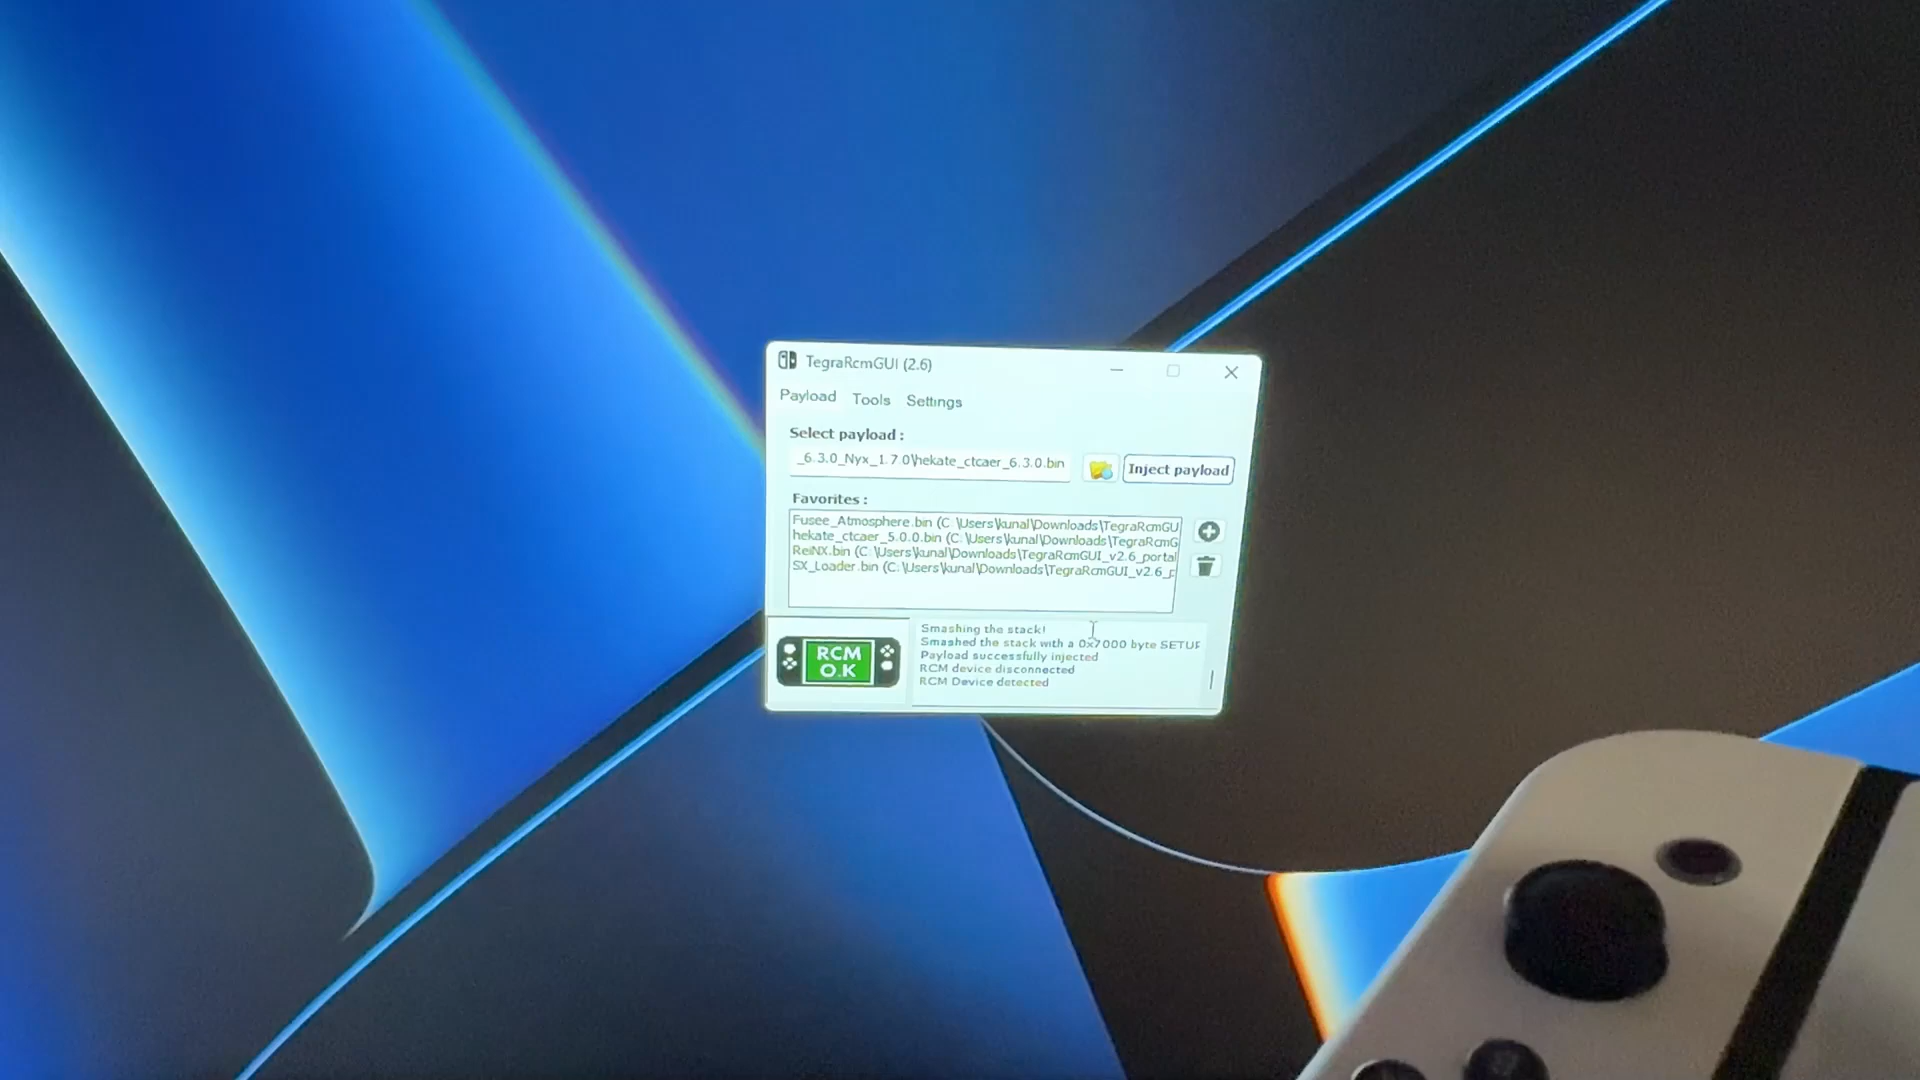 TegraRcmGUI (2.6)
Payload Tools Settings
Select payload :
_6.3.0_Nyx_1.7.0\hekate_ctcaer_6.3.0.bin
Inject payload
Favorites :
Fusee_Atmosphere.bin (C:\Users\kunal\Downloads\TegraRcmGU
hekate_ctcaer_5.0.0.bin (C:\Users\kunal\Downloads\TegraRcmG
ReiNX.bin (C:\Users\kunal\Downloads\TegraRcmGUI_v2.6_portal
SX_Loader.bin (C:\Users\kunal\Downloads\TegraRcmGUI_v2.6_p
RCM
O.K
Smashing the stack!
Smashed the stack with a 0x7000 byte SETUP
Payload successfully injected
RCM device disconnected
RCM Device detected